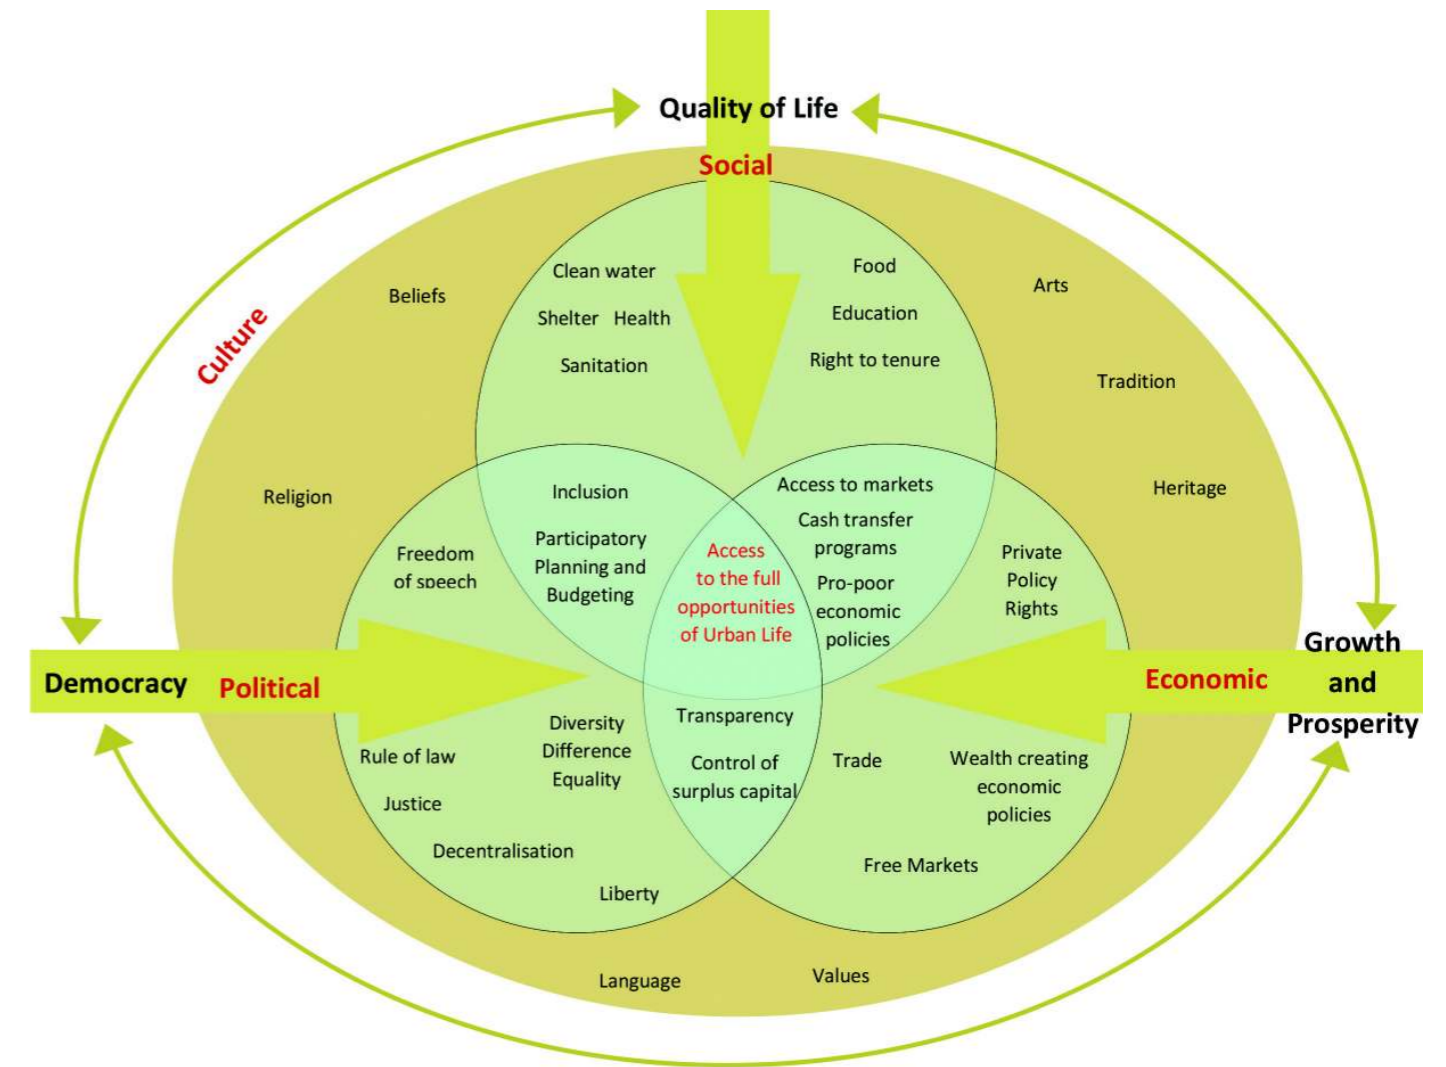 Quality of Life
Social
Culture
Beliefs
Religion
Clean water
Shelter Health
Sanitation
Food
Education
Right to tenure
Arts
Tradition
Heritage
Inclusion
Participatory
Planning and
Budgeting
Access to markets
Cash transfer
programs
Pro-poor
economic
policies
Access
to the full
opportunities
of Urban Life
Freedom
of speech
Private
Policy
Rights
Democracy
Political
Economic
Growth
and
Prosperity
Rule of law
Justice
Decentralisation
Liberty
Diversity
Difference
Equality
Transparency
Control of
surplus capital
Trade
Wealth creating
economic
policies
Free Markets
Language
Values